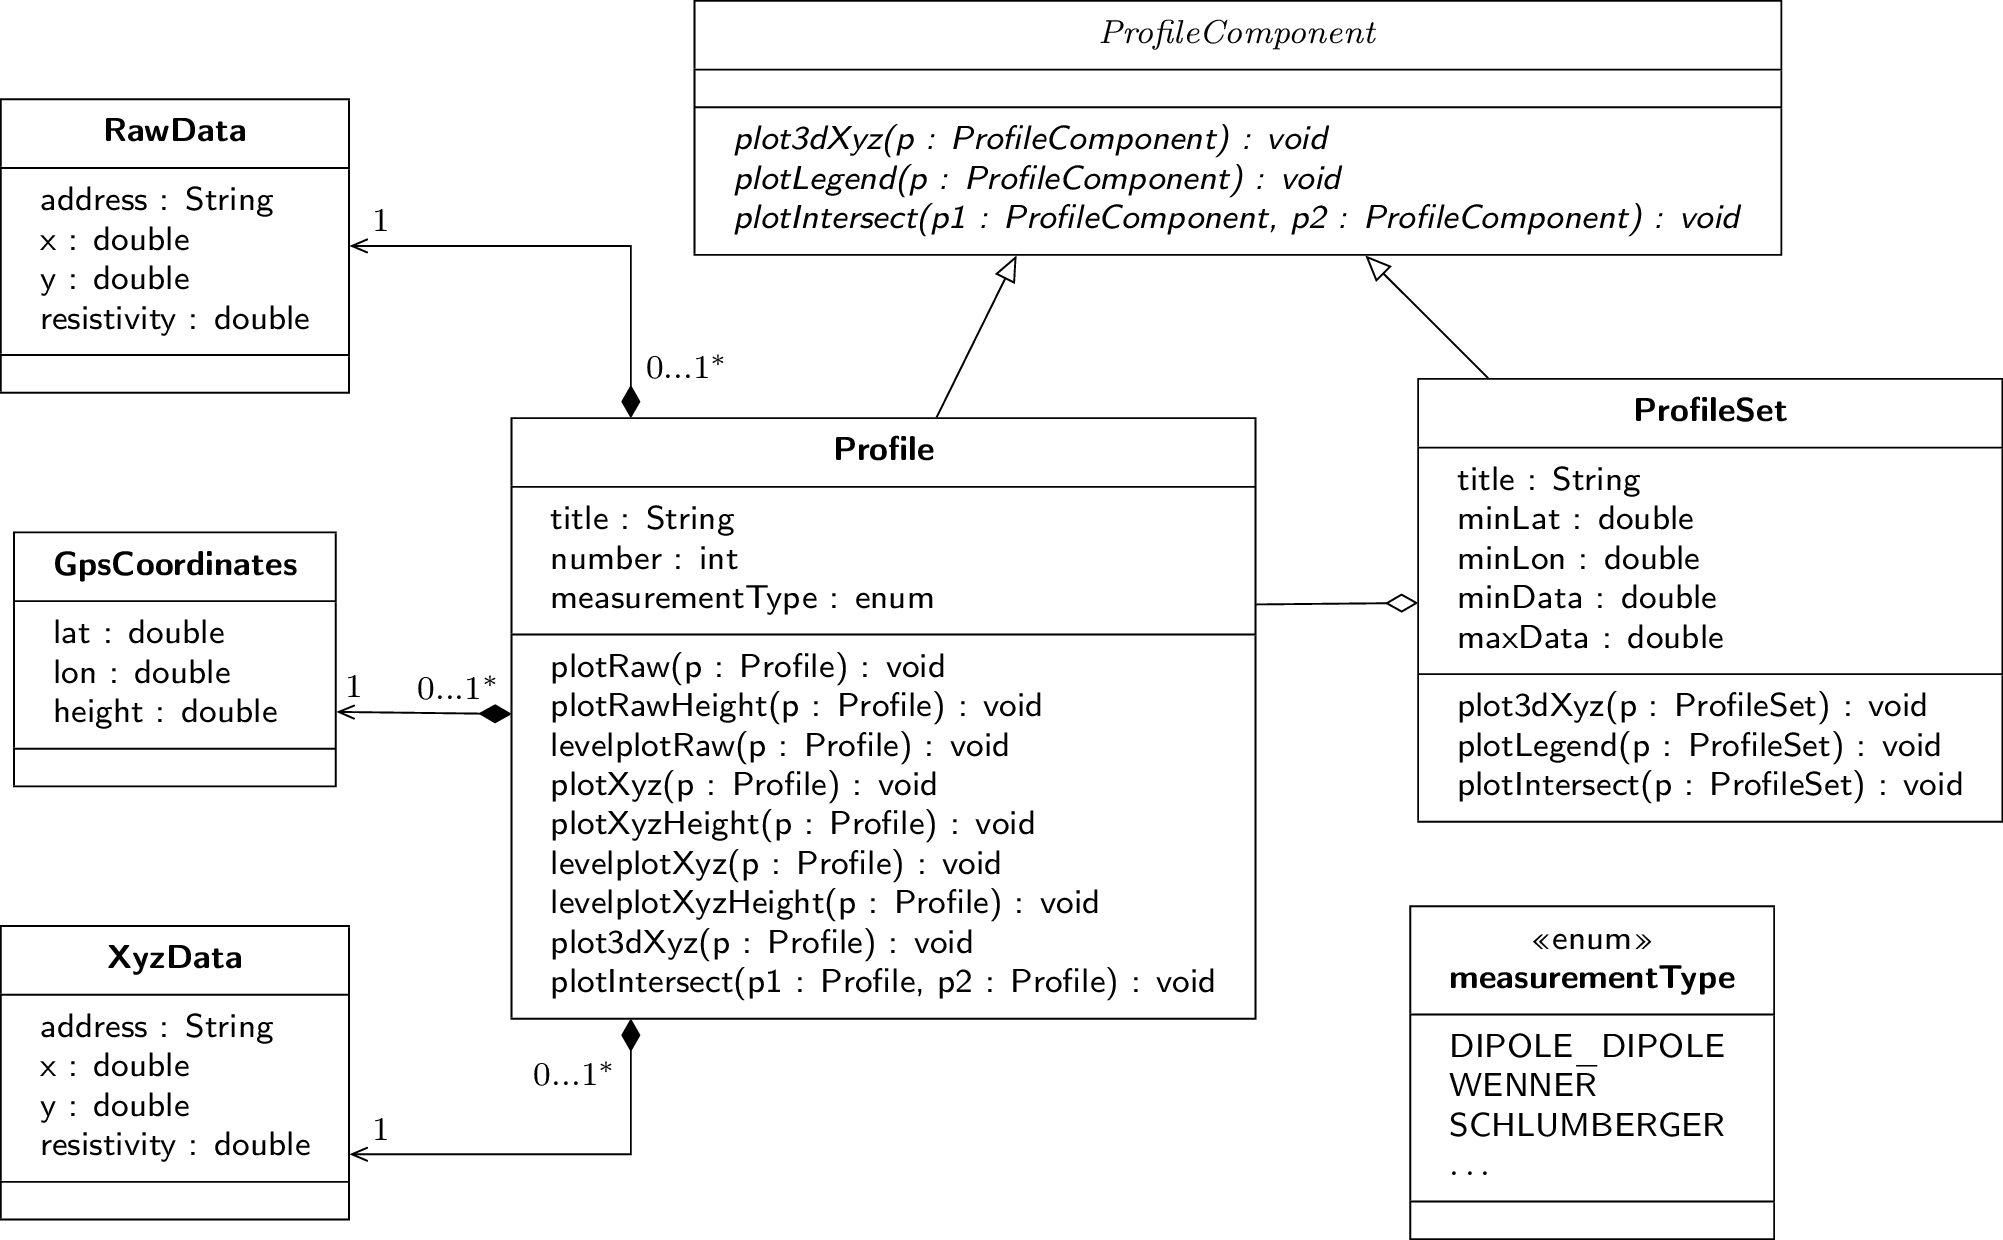 ProfileComponent
plot3dXyz(p : ProfileComponent) : void
plotLegend(p : ProfileComponent) : void
plotIntersect(p1 : ProfileComponent, p2 : ProfileComponent) : void
RawData
address : String
x : double
y : double
resistivity : double
1
0...1*
GpsCoordinates
lat : double
lon : double
height : double
1
0...1*
XyzData
address : String
x : double
y : double
resistivity : double
1
0...1*
Profile
title : String
number : int
measurementType : enum
plotRaw(p : Profile) : void
plotRawHeight(p : Profile) : void
levelplotRaw(p : Profile) : void
plotXyz(p : Profile) : void
plotXyzHeight(p : Profile) : void
levelplotXyz(p : Profile) : void
levelplotXyzHeight(p : Profile) : void
plot3dXyz(p : Profile) : void
plotIntersect(p1 : Profile, p2 : Profile) : void
ProfileSet
title : String
minLat : double
minLon : double
minData : double
maxData : double
plot3dXyz(p : ProfileSet) : void
plotLegend(p : ProfileSet) : void
plotIntersect(p : ProfileSet) : void
«enum»
measurementType
DIPOLE_DIPOLE
WENNER
SCHLUMBERGER
...